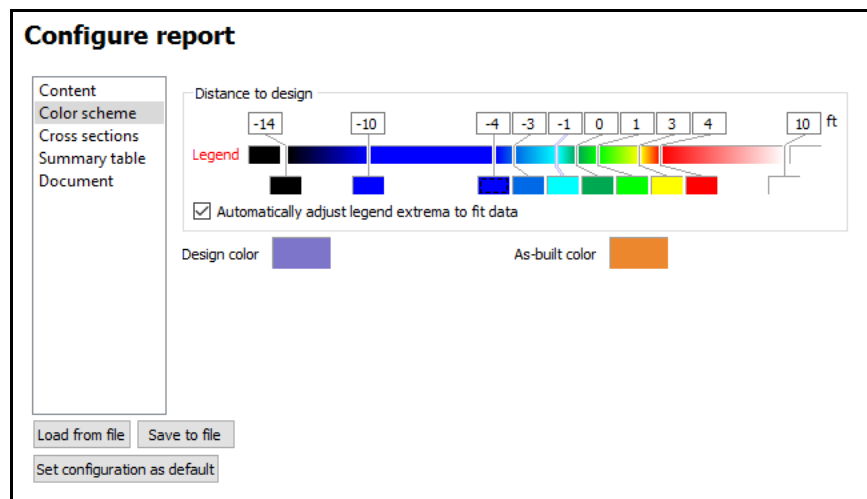 Configure report
Content
Color scheme
Cross sections
Summary table
Document
Distance to design
-14 -10 -4 -3 -1 0 1 3 4 10 ft
Legend
Automatically adjust legend extrema to fit data
Design color As-built color
Load from file Save to file
Set configuration as default